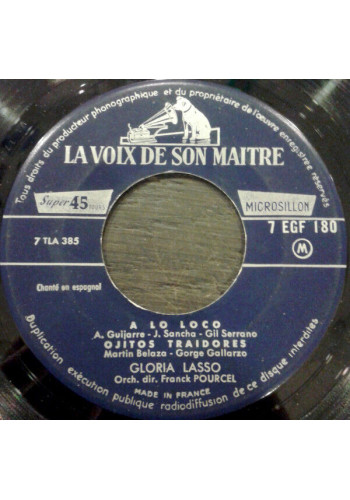 Tous droits du producteur phonographique et du propriétaire de l'œuvre enregistrés réservés
LA VOIX DE SON MAITRE
Super 45 TOURS
MICROSILLON
7 EGF 180
7 TLA 385
M
Chanté en espagnol
A LO LOCO
A. Guijarro - J. Sancha - Gil Serrano
OJITOS TRAIDORES
Martin Belaza - Gorge Gallarzo
GLORIA LASSO
Orch. dir. Franck POURCEL
MADE IN FRANCE
Duplication exécution publique radiodiffusion de ce disque interdites